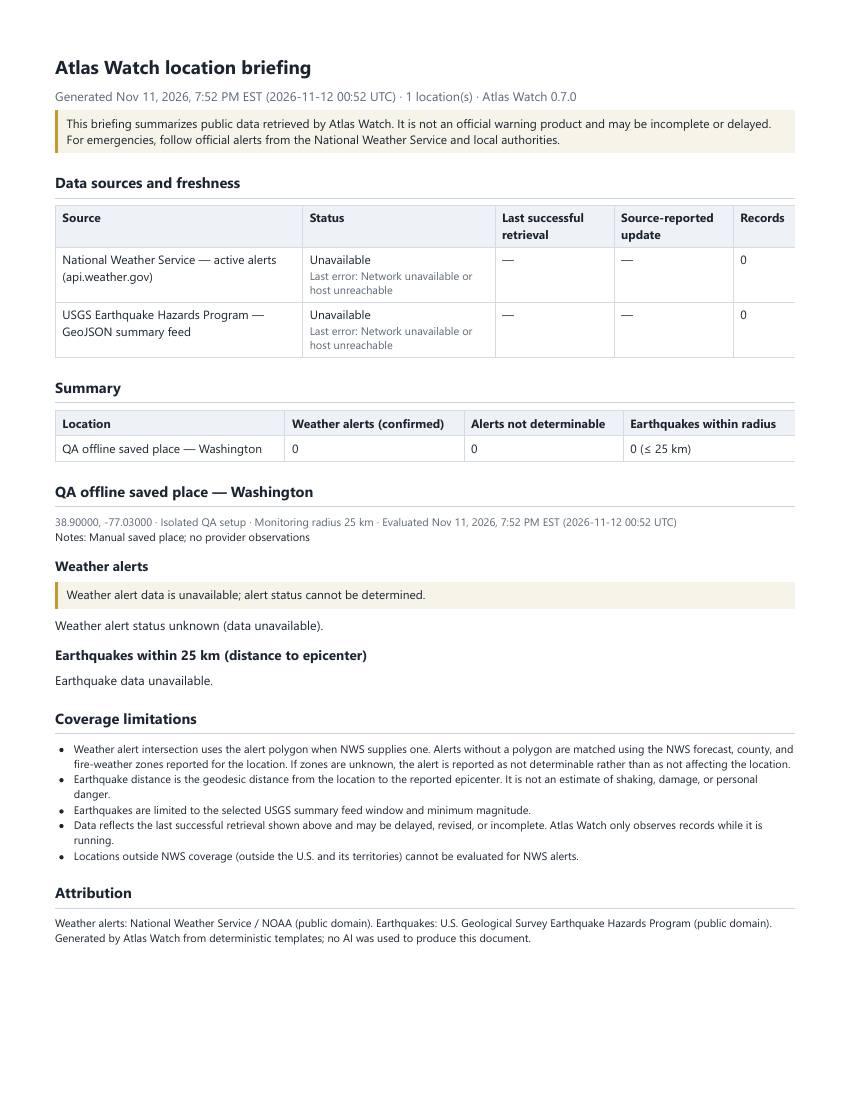 Atlas Watch location briefing
Generated Nov 11, 2026, 7:52 PM EST (2026-11-12 00:52 UTC) · 1 location(s) · Atlas Watch 0.7.0
This briefing summarizes public data retrieved by Atlas Watch. It is not an official warning product and may be incomplete or delayed.
For emergencies, follow official alerts from the National Weather Service and local authorities.
Data sources and freshness
Source Status Last successful retrieval Source-reported update Records
National Weather Service — active alerts (api.weather.gov) Unavailable — — 0
Last error: Network unavailable or host unreachable
USGS Earthquake Hazards Program — GeoJSON summary feed Unavailable — — 0
Last error: Network unavailable or host unreachable
Summary
Location Weather alerts (confirmed) Alerts not determinable Earthquakes within radius
QA offline saved place — Washington 0 0 0 (≤ 25 km)
QA offline saved place — Washington
38.90000, -77.03000 · Isolated QA setup · Monitoring radius 25 km · Evaluated Nov 11, 2026, 7:52 PM EST (2026-11-12 00:52 UTC)
Notes: Manual saved place; no provider observations
Weather alerts
Weather alert data is unavailable; alert status cannot be determined.
Weather alert status unknown (data unavailable).
Earthquakes within 25 km (distance to epicenter)
Earthquake data unavailable.
Coverage limitations
• Weather alert intersection uses the alert polygon when NWS supplies one. Alerts without a polygon are matched using the NWS forecast, county, and
fire-weather zones reported for the location. If zones are unknown, the alert is reported as not determinable rather than as not affecting the location.
• Earthquake distance is the geodesic distance from the location to the reported epicenter. It is not an estimate of shaking, damage, or personal
danger.
• Earthquakes are limited to the selected USGS summary feed window and minimum magnitude.
• Data reflects the last successful retrieval shown above and may be delayed, revised, or incomplete. Atlas Watch only observes records while it is
running.
• Locations outside NWS coverage (outside the U.S. and its territories) cannot be evaluated for NWS alerts.
Attribution
Weather alerts: National Weather Service / NOAA (public domain). Earthquakes: U.S. Geological Survey Earthquake Hazards Program (public domain).
Generated by Atlas Watch from deterministic templates; no AI was used to produce this document.